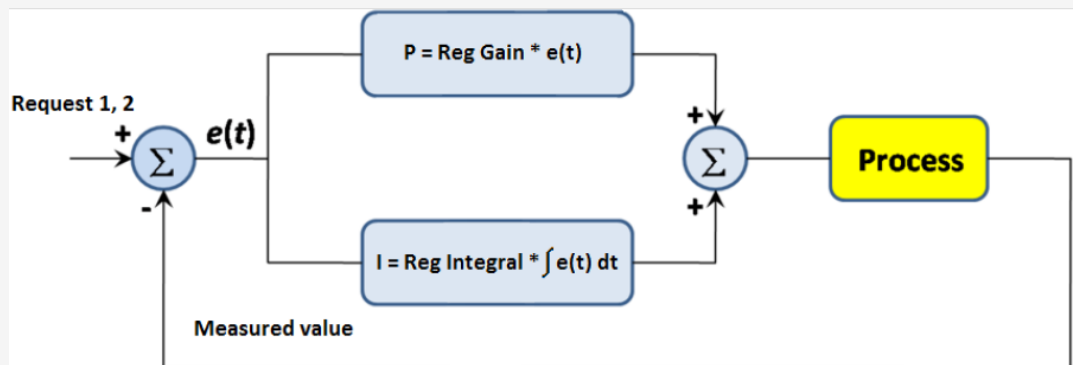 P = Reg Gain * e(t)
Request 1, 2
+
e(t)
Σ
-
+
Σ
+
Process
I = Reg Integral * ∫ e(t) dt
Measured value